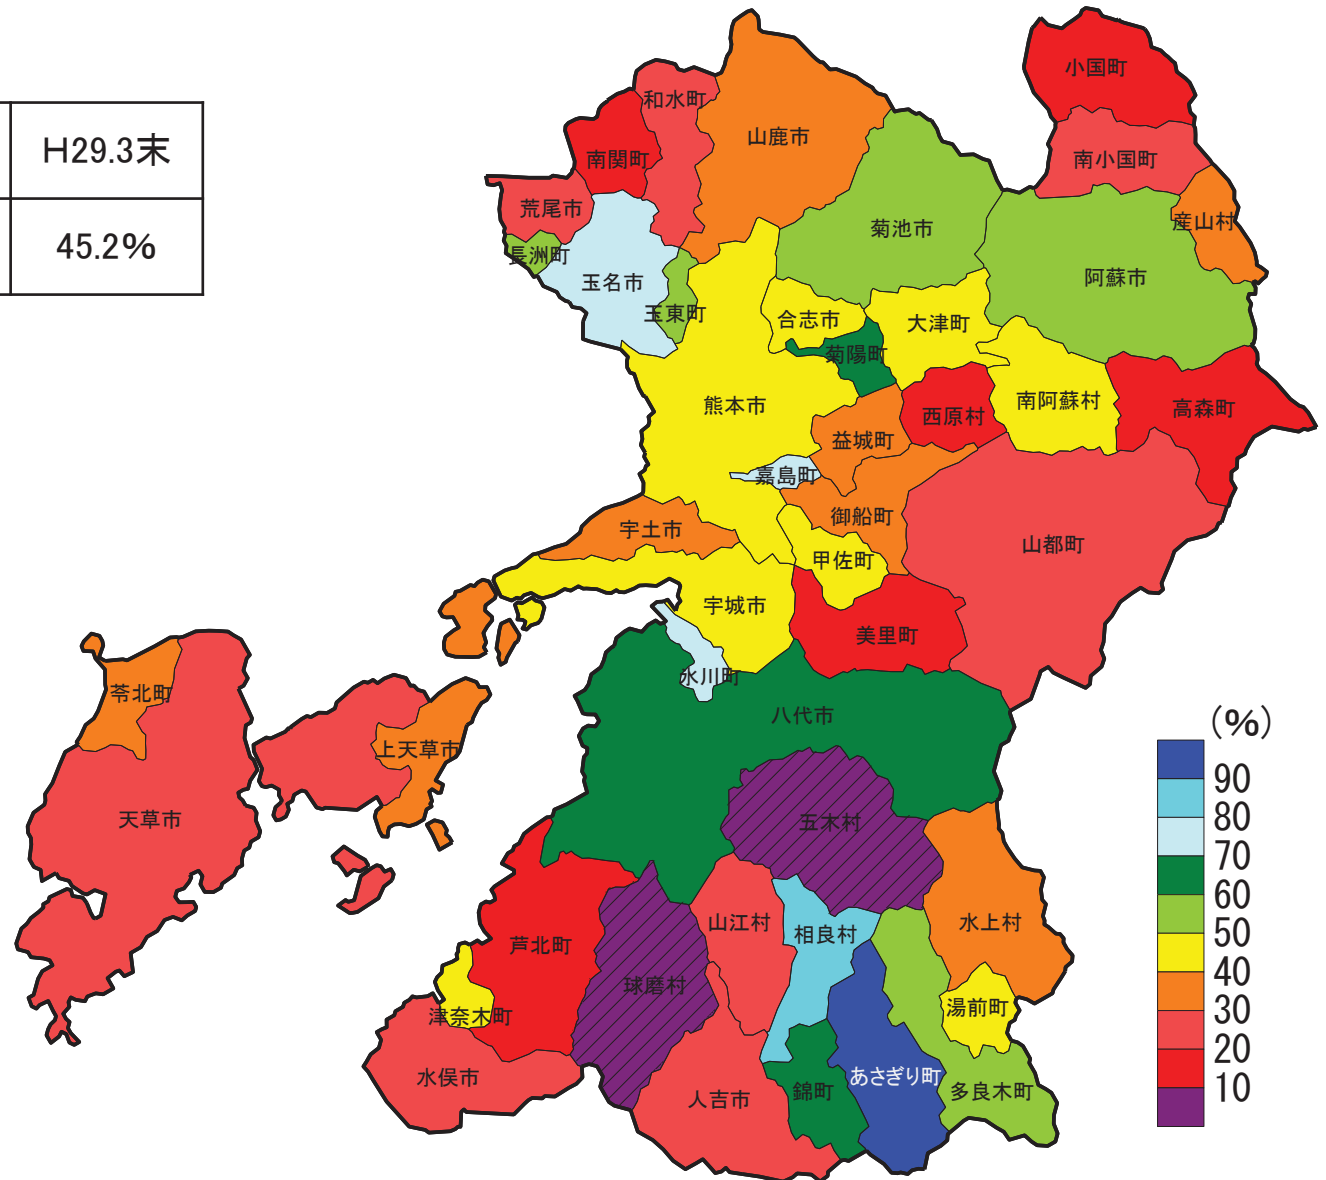 H29.3末
45.2%
小国町
和水町
山鹿市
南関町
南小国町
荒尾市
産山村
菊池市
長洲町
阿蘇市
玉名市
玉東町
合志市
大津町
菊陽町
熊本市
南阿蘇村
高森町
西原村
益城町
嘉島町
御船町
宇土市
山都町
甲佐町
宇城市
美里町
氷川町
苓北町
八代市
上天草市
天草市
五木村
山江村
相良村
水上村
芦北町
球磨村
湯前町
津奈木町
水俣市
あさぎり町
錦町
多良木町
人吉市
(%)
90
80
70
60
50
40
30
20
10